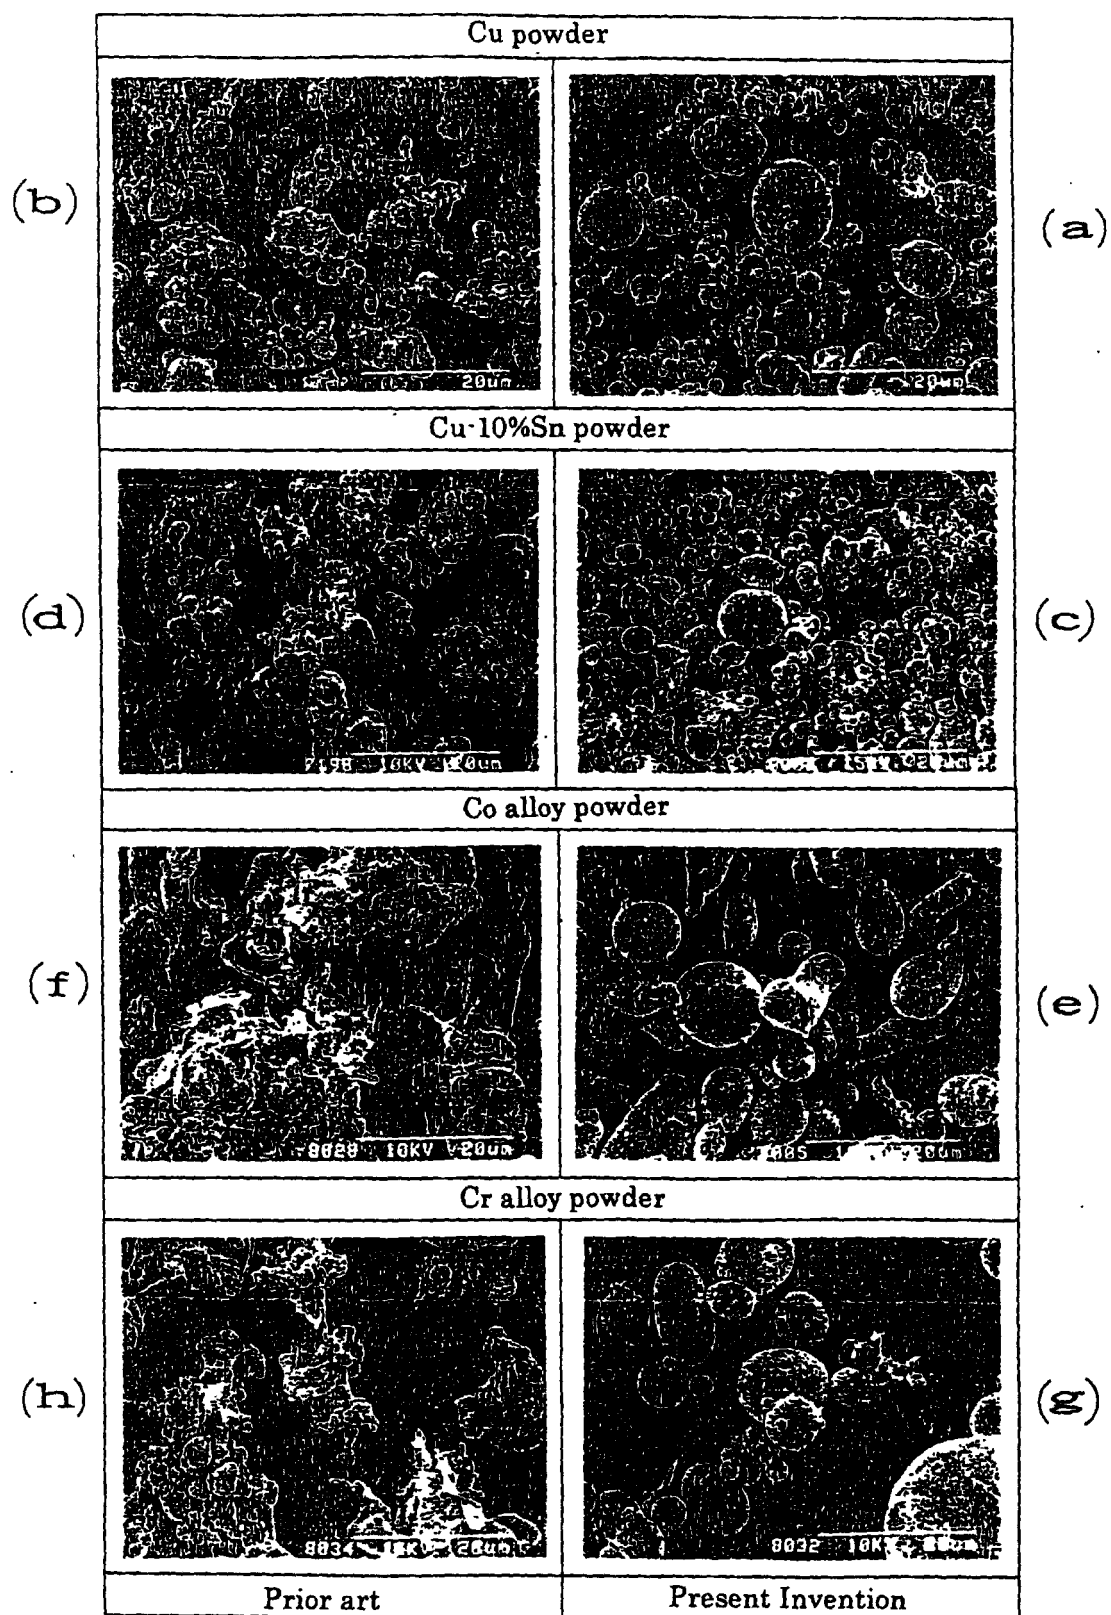 Cu powder
(b)
(a)
20um
20um
Cu-10%Sn powder
(d)
(c)
10KV
Co alloy powder
(f)
(e)
8028 10KV 20um
20um
Cr alloy powder
(h)
(g)
8034
8032 10K
Prior art
Present Invention